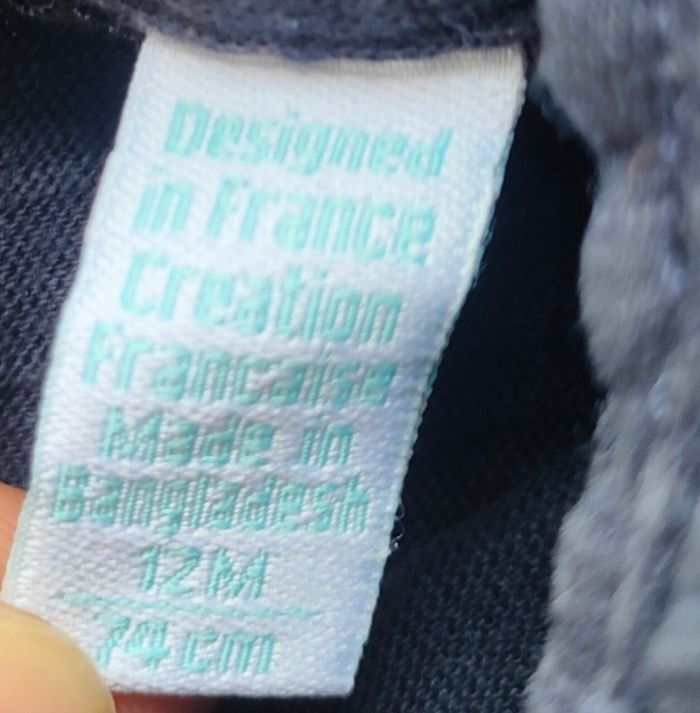 Designed
in France
Creation
Francaise
Made in
Bangladesh
12M
74 cm